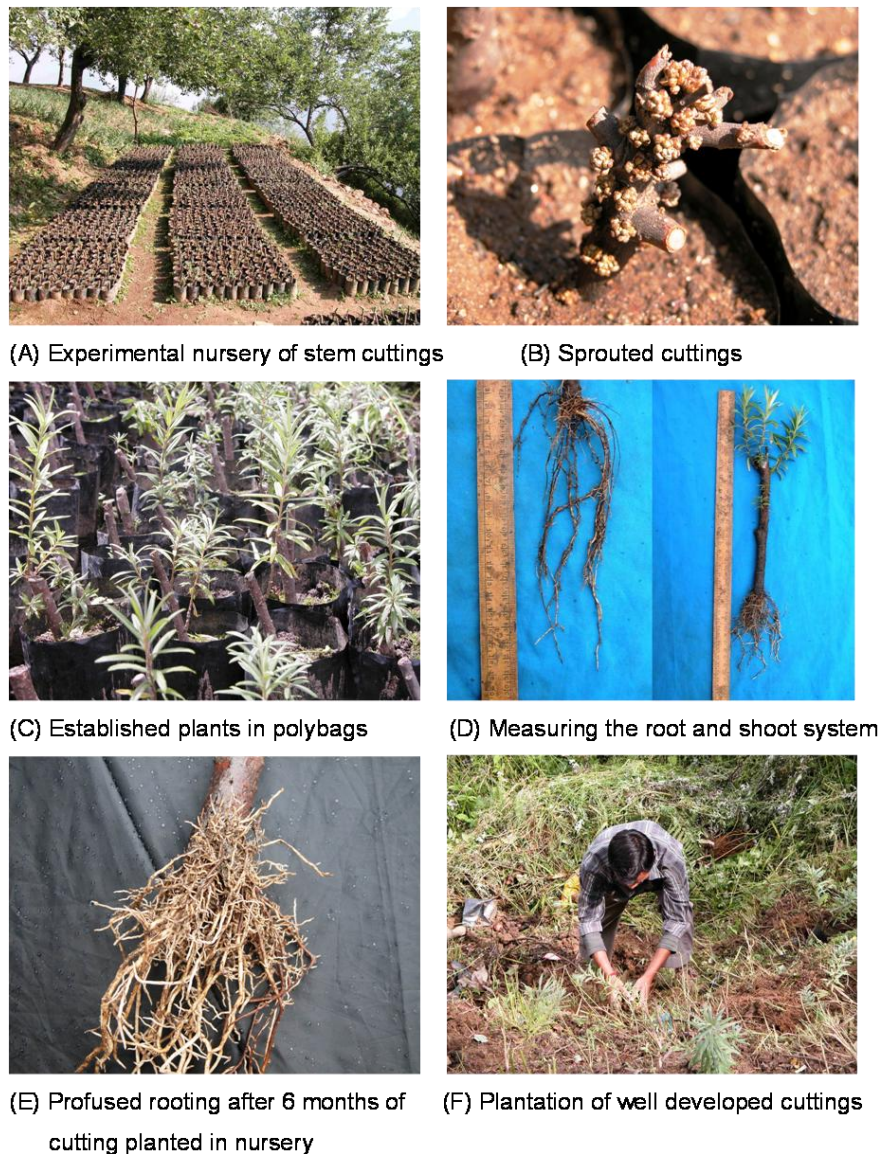 (A) Experimental nursery of stem cuttings
(B) Sprouted cuttings
(C) Established plants in polybags
(D) Measuring the root and shoot system
(E) Profused rooting after 6 months of
cutting planted in nursery
(F) Plantation of well developed cuttings